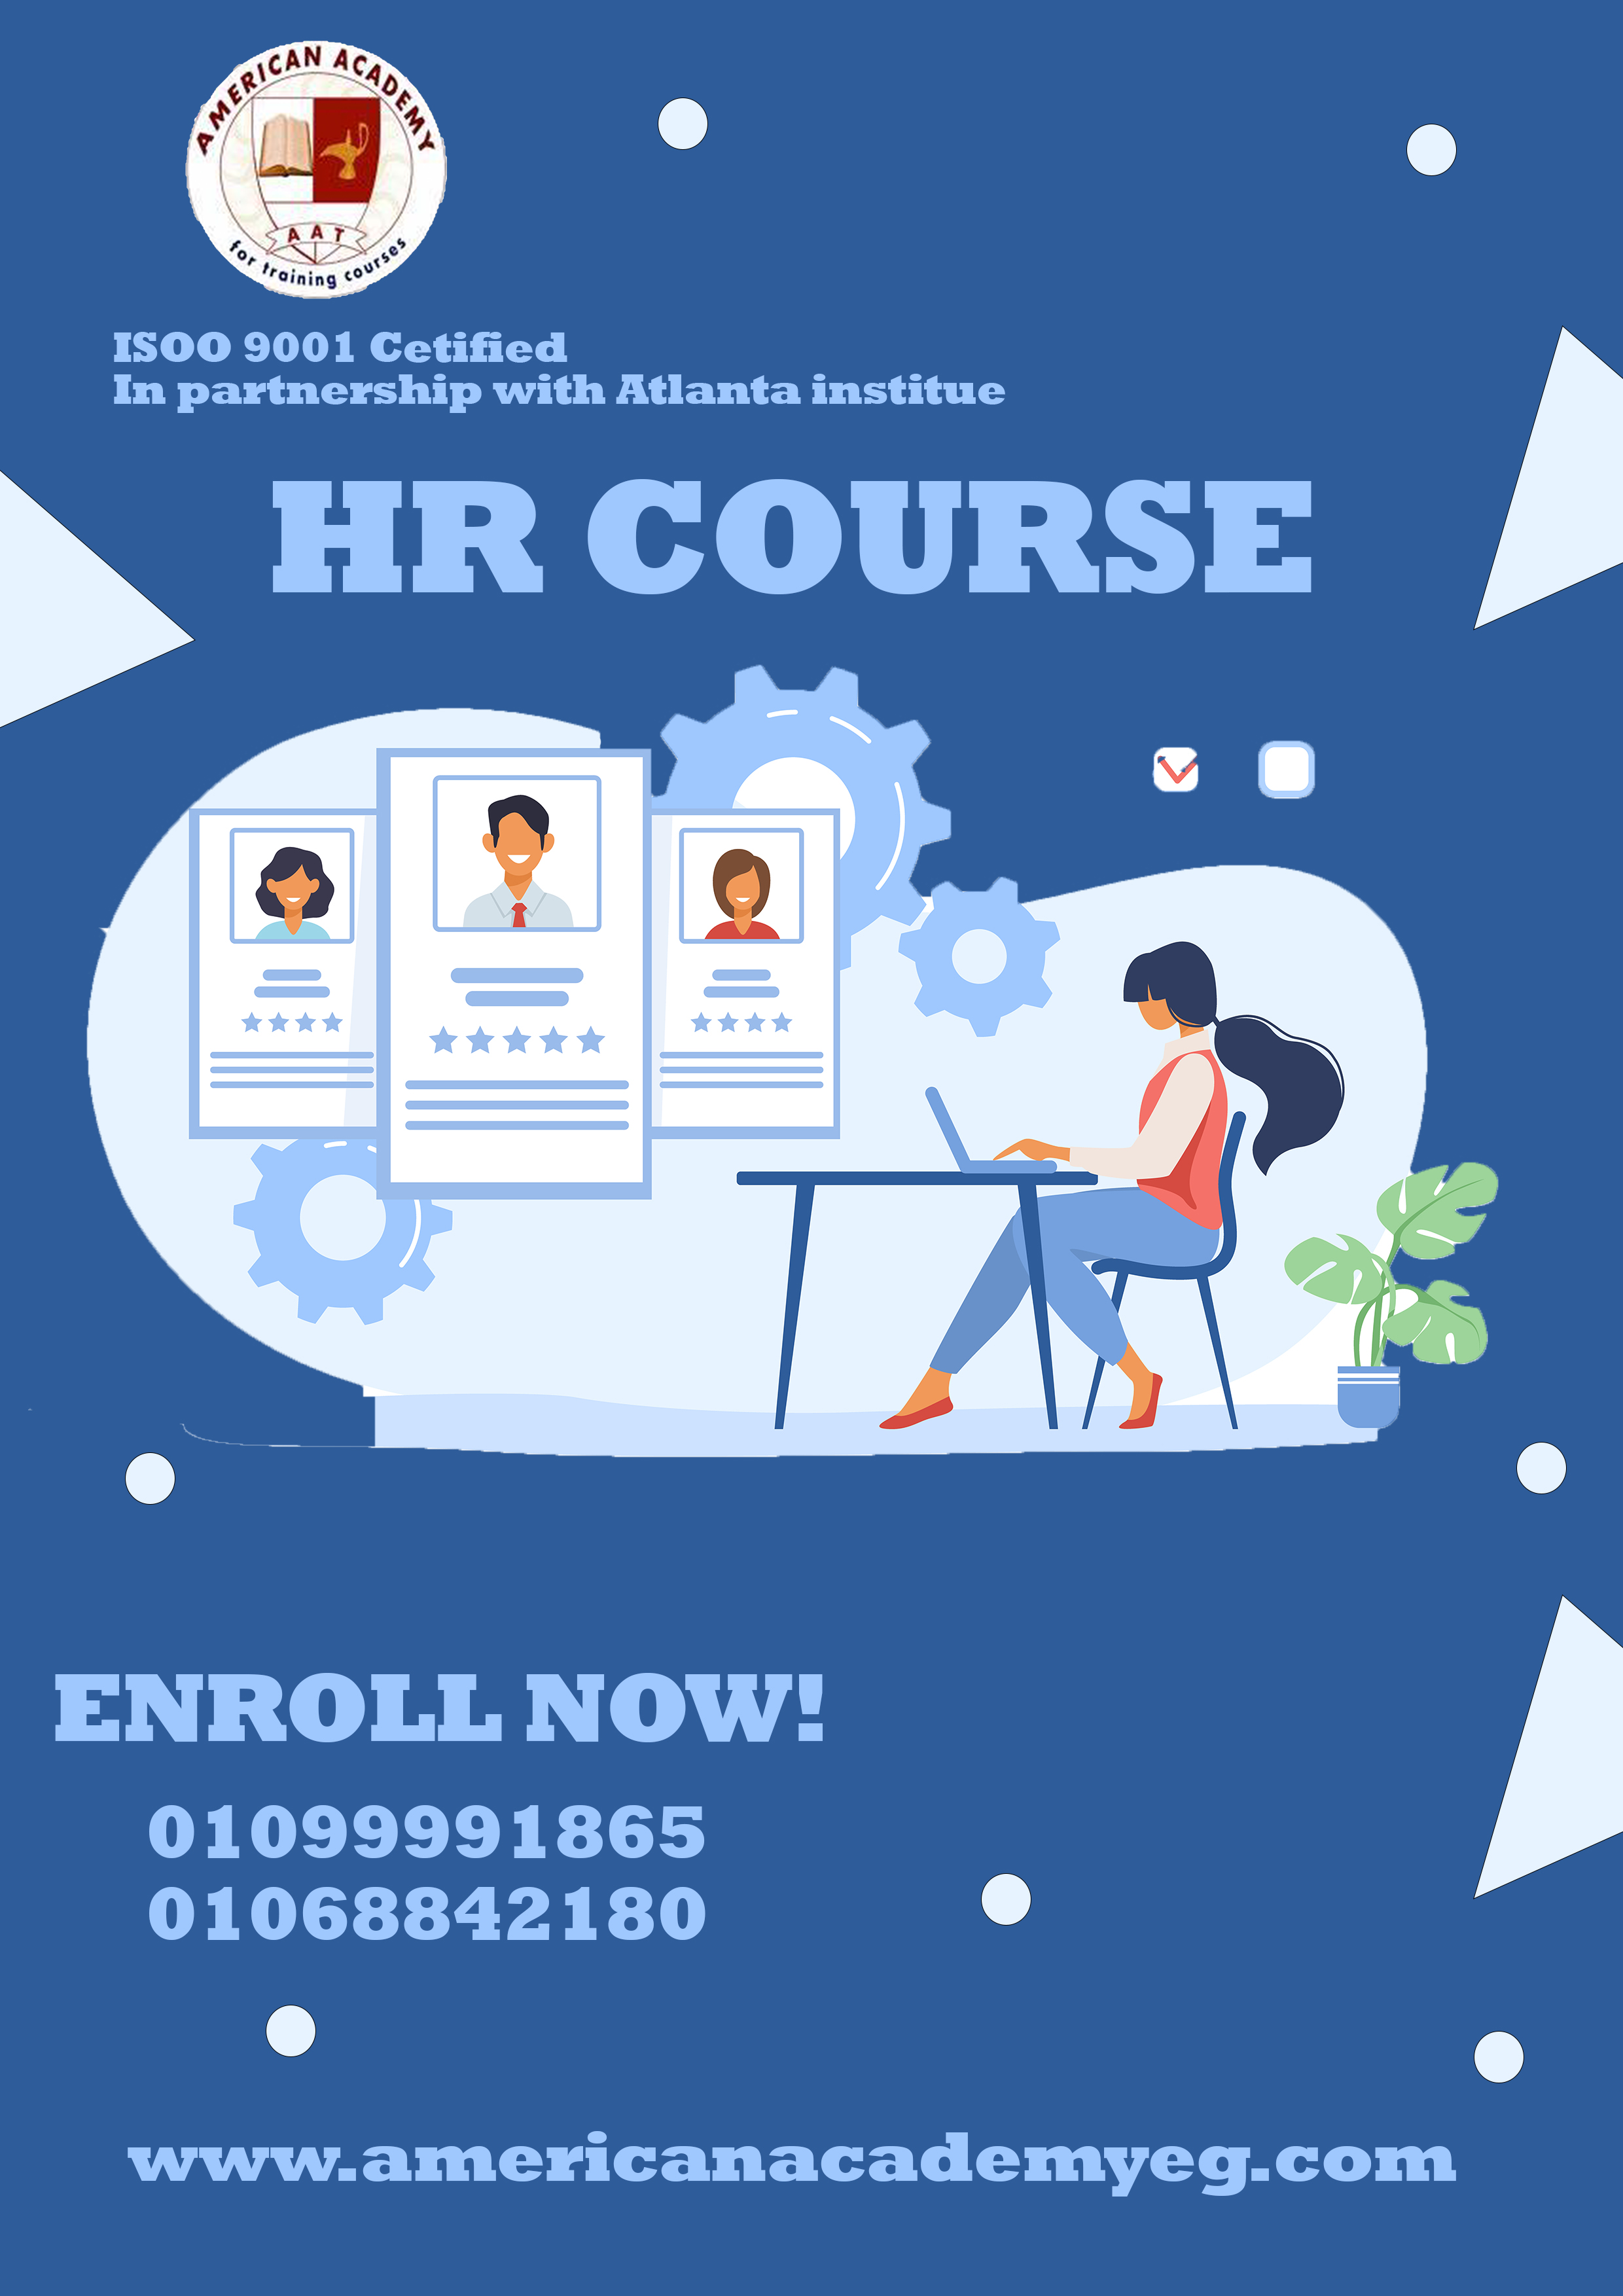 AMERICAN ACADEMY
AAT
for training courses
ISOO 9001 Cetified
In partnership with Atlanta institue
HR COURSE
ENROLL NOW!
01099991865
01068842180
www.americanacademyeg.com